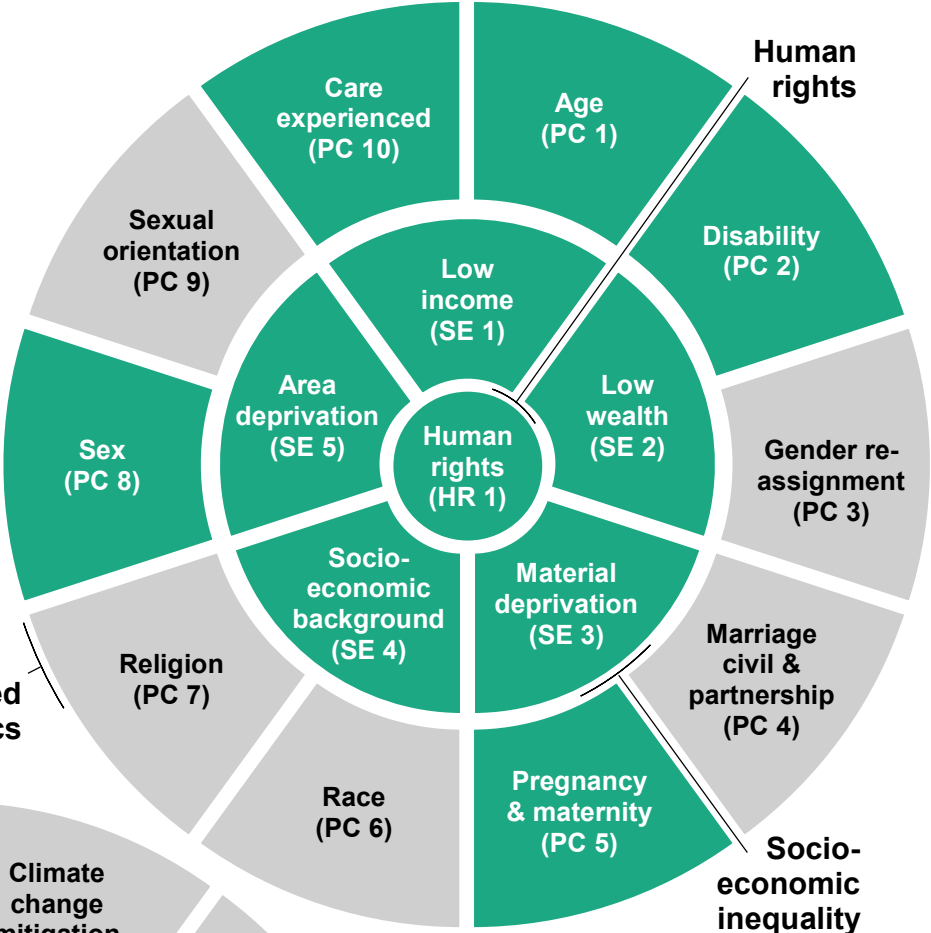 Human
rights
Care
experienced
(PC 10)
Age
(PC 1)
Disability
(PC 2)
Sexual
orientation
(PC 9)
Low
income
(SE 1)
Area
deprivation
(SE 5)
Low
wealth
(SE 2)
Human
rights
(HR 1)
Sex
(PC 8)
Gender re-
assignment
(PC 3)
Socio-
economic
background
(SE 4)
Material
deprivation
(SE 3)
Religion
(PC 7)
Marriage
civil &
partnership
(PC 4)
ed
cs
Race
(PC 6)
Pregnancy
& maternity
(PC 5)
Socio-
economic
inequality
Climate
change
mitigation